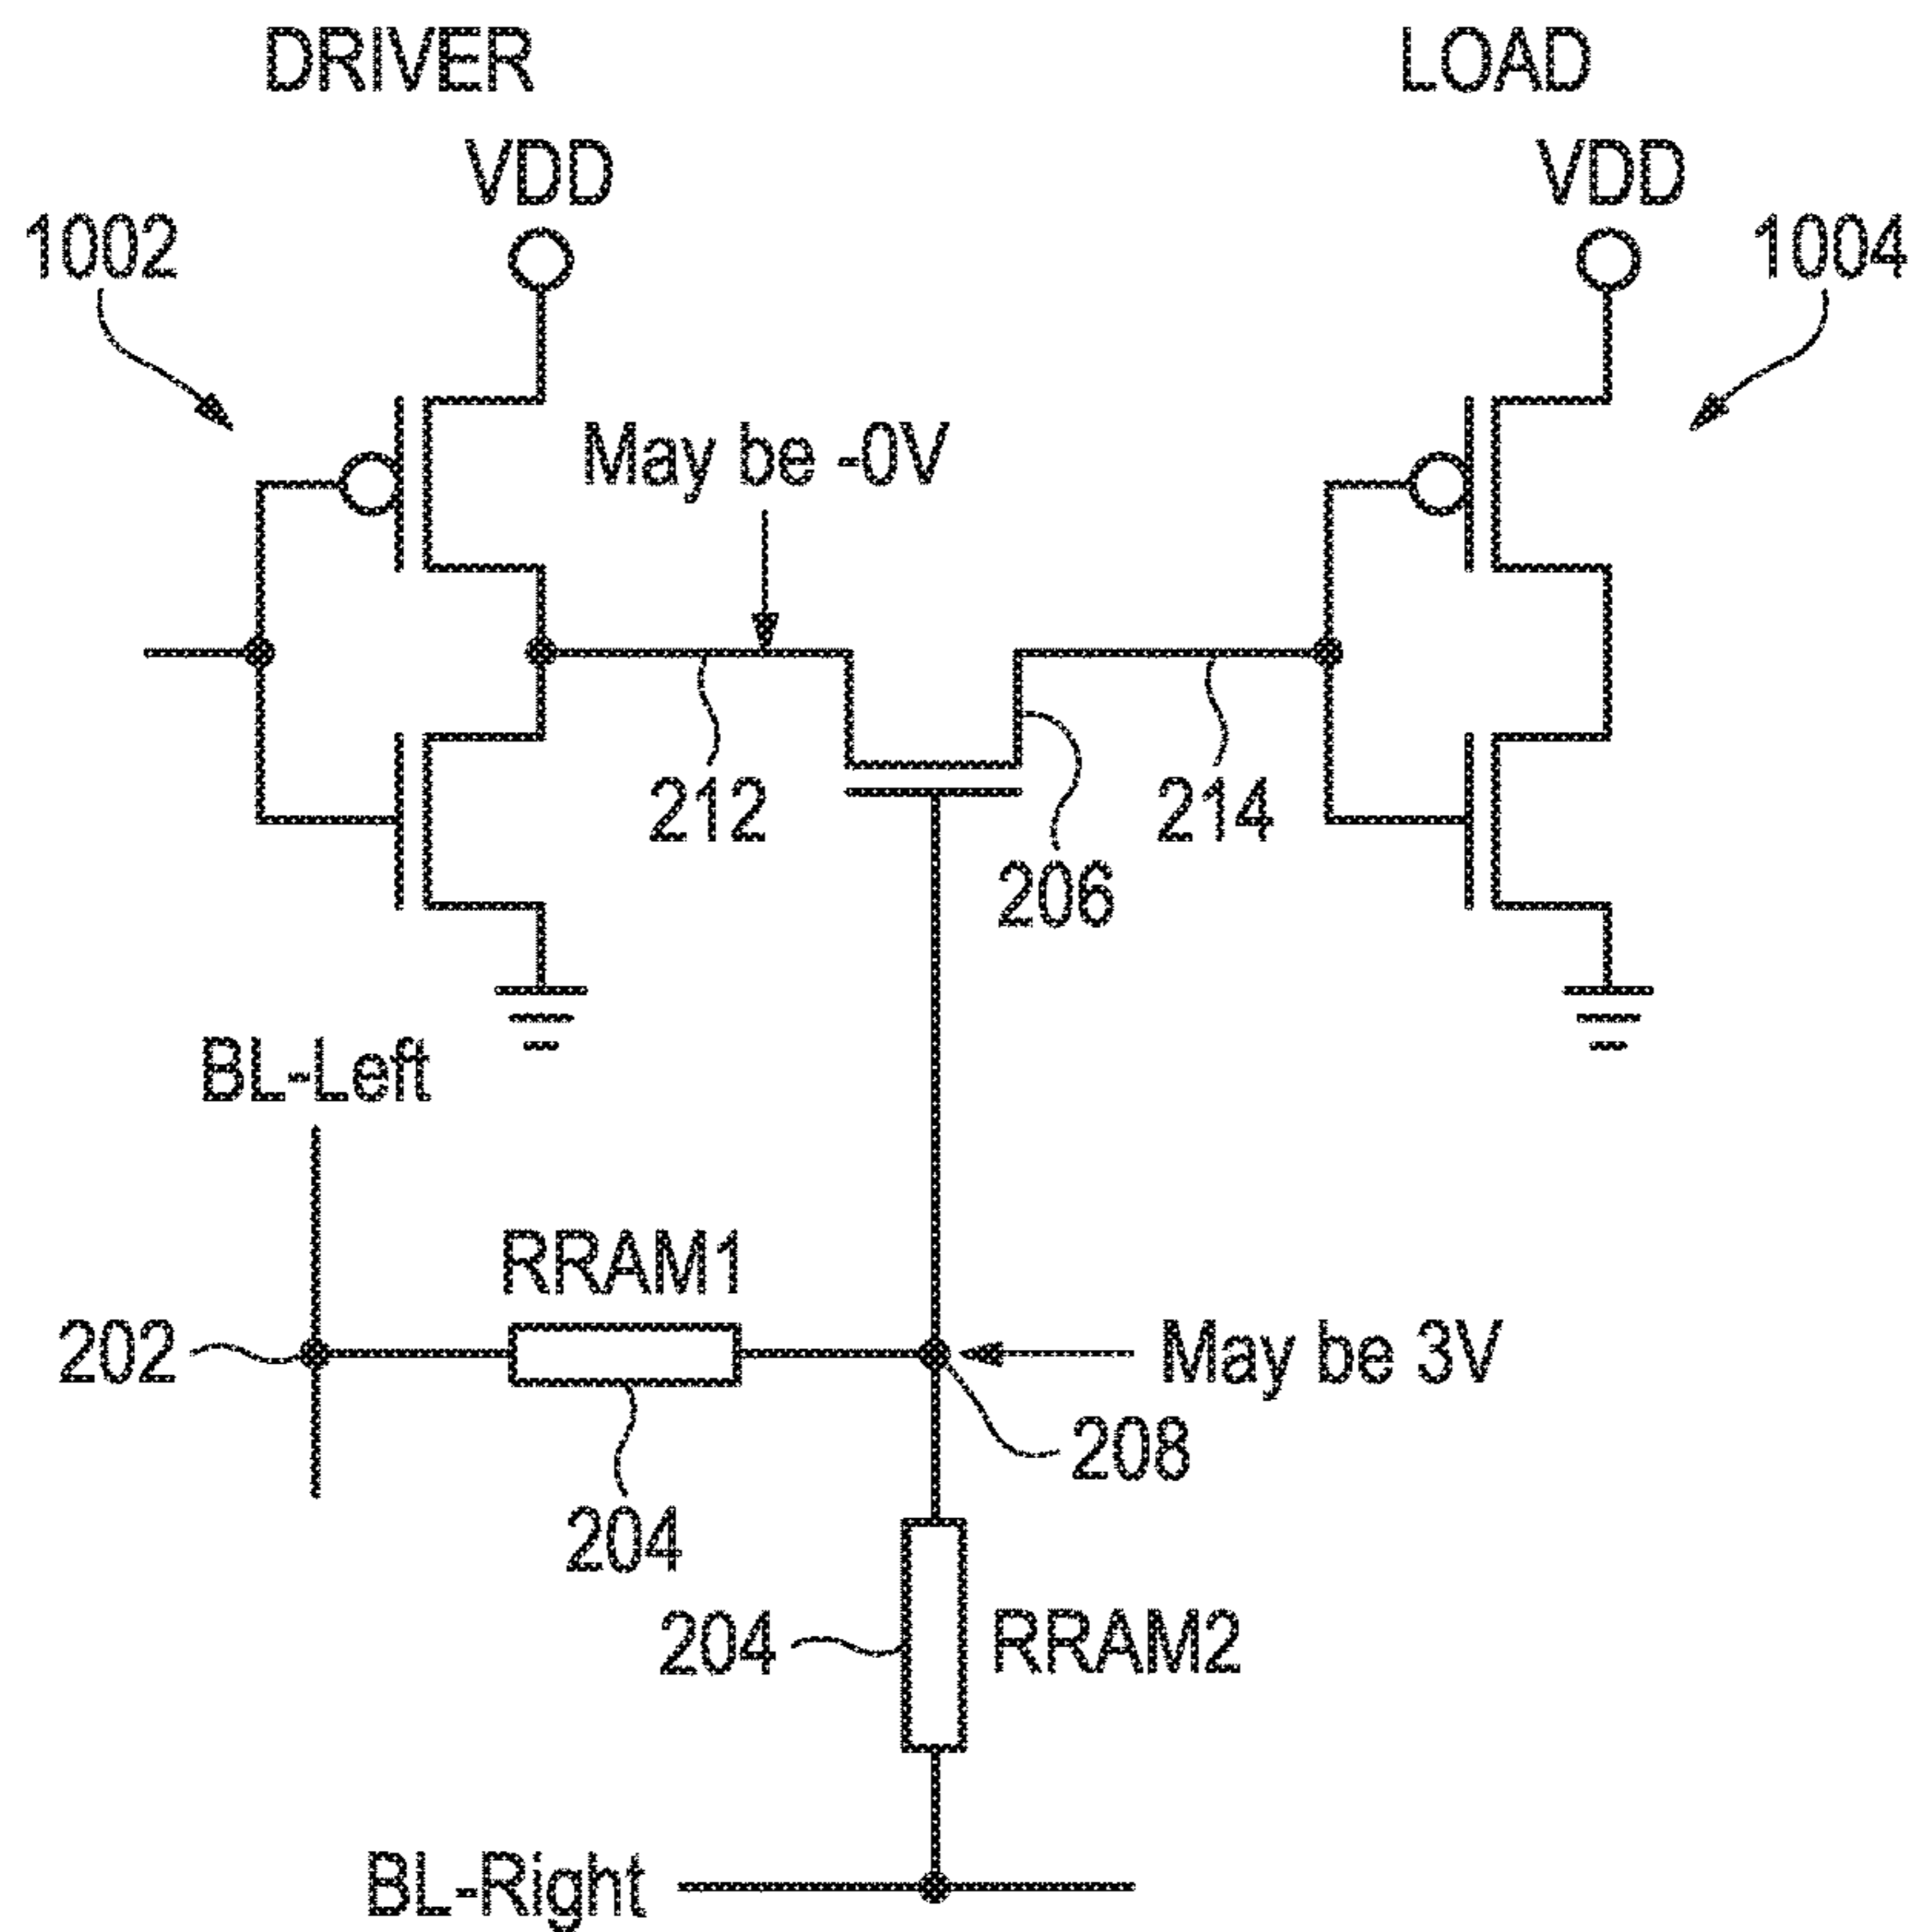 DRIVER
LOAD
VDD
VDD
1002
1004
May be -0V
212
214
206
BL-Left
RRAM1
202
May be 3V
208
204
204
RRAM2
BL-Right